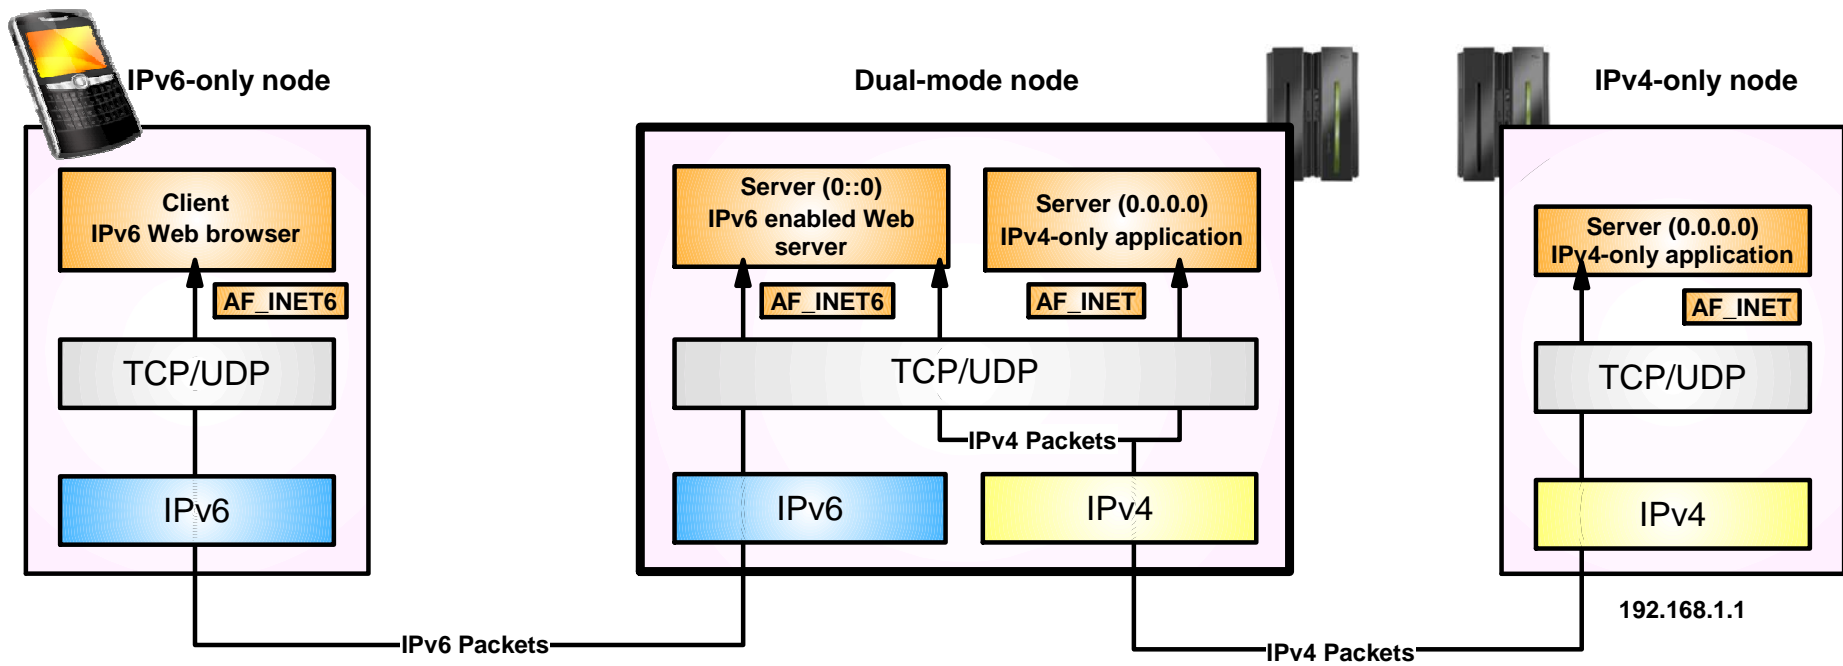 IPv6-only node
Dual-mode node
IPv4-only node
Client
IPv6 Web browser
AF_INET6
TCP/UDP
IPv6
Server (0::0)
IPv6 enabled Web
server
Server (0.0.0.0)
IPv4-only application
AF_INET6
AF_INET
TCP/UDP
IPv4 Packets
IPv6
IPv4
Server (0.0.0.0)
IPv4-only application
AF_INET
TCP/UDP
IPv4
192.168.1.1
IPv6 Packets
IPv4 Packets